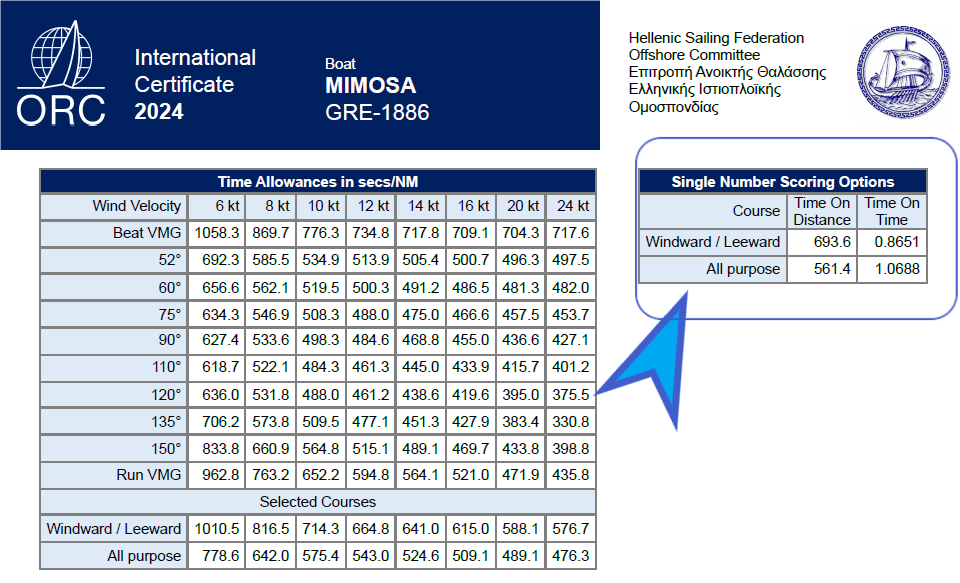 ORC
International
Certificate
2024
Boat
MIMOSA
GRE-1886
Hellenic Sailing Federation
Offshore Committee
Επιτροπή Ανοικτής Θαλάσσης
Ελληνικής Ιστιοπλοϊκής
Ομοσπονδίας
Time Allowances in secs/NM
Wind Velocity 6 kt 8 kt 10 kt 12 kt 14 kt 16 kt 20 kt 24 kt
Beat VMG 1058.3 869.7 776.3 734.8 717.8 709.1 704.3 717.6
52° 692.3 585.5 534.9 513.9 505.4 500.7 496.3 497.5
60° 656.6 562.1 519.5 500.3 491.2 486.5 481.3 482.0
75° 634.3 546.9 508.3 488.0 475.0 466.6 457.5 453.7
90° 627.4 533.6 498.3 484.6 468.8 455.0 436.6 427.1
110° 618.7 522.1 484.3 461.3 445.0 433.9 415.7 401.2
120° 636.0 531.8 488.0 461.2 438.6 419.6 395.0 375.5
135° 706.2 573.8 509.5 477.1 451.3 427.9 383.4 330.8
150° 833.8 660.9 564.8 515.1 489.1 469.7 433.8 398.8
Run VMG 962.8 763.2 652.2 594.8 564.1 521.0 471.9 435.8
Selected Courses
Windward / Leeward 1010.5 816.5 714.3 664.8 641.0 615.0 588.1 576.7
All purpose 778.6 642.0 575.4 543.0 524.6 509.1 489.1 476.3
Single Number Scoring Options
Course Time On Distance Time On Time
Windward / Leeward 693.6 0.8651
All purpose 561.4 1.0688